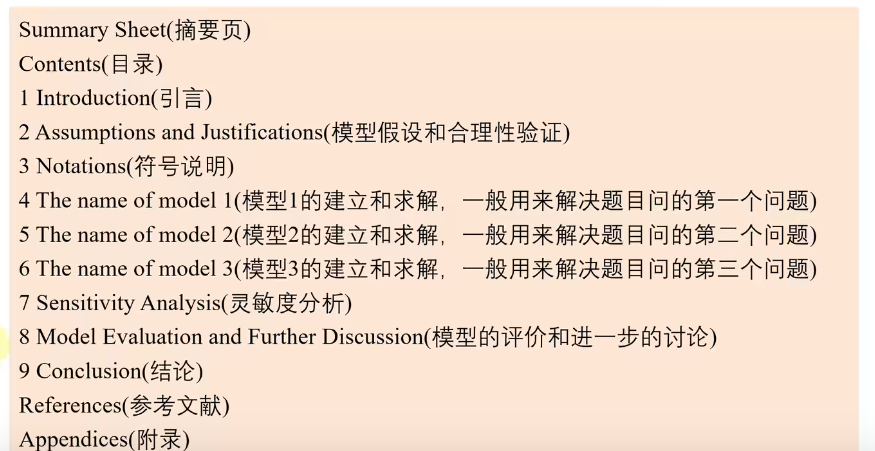 Summary Sheet(摘要页)
Contents(目录)
1 Introduction(引言)
2 Assumptions and Justifications(模型假设和合理性验证)
3 Notations(符号说明)
4 The name of model 1(模型1的建立和求解，一般用来解决题目问的第一个问题)
5 The name of model 2(模型2的建立和求解，一般用来解决题目问的第二个问题)
6 The name of model 3(模型3的建立和求解，一般用来解决题目问的第三个问题)
7 Sensitivity Analysis(灵敏度分析)
8 Model Evaluation and Further Discussion(模型的评价和进一步的讨论)
9 Conclusion(结论)
References(参考文献)
Appendices(附录)